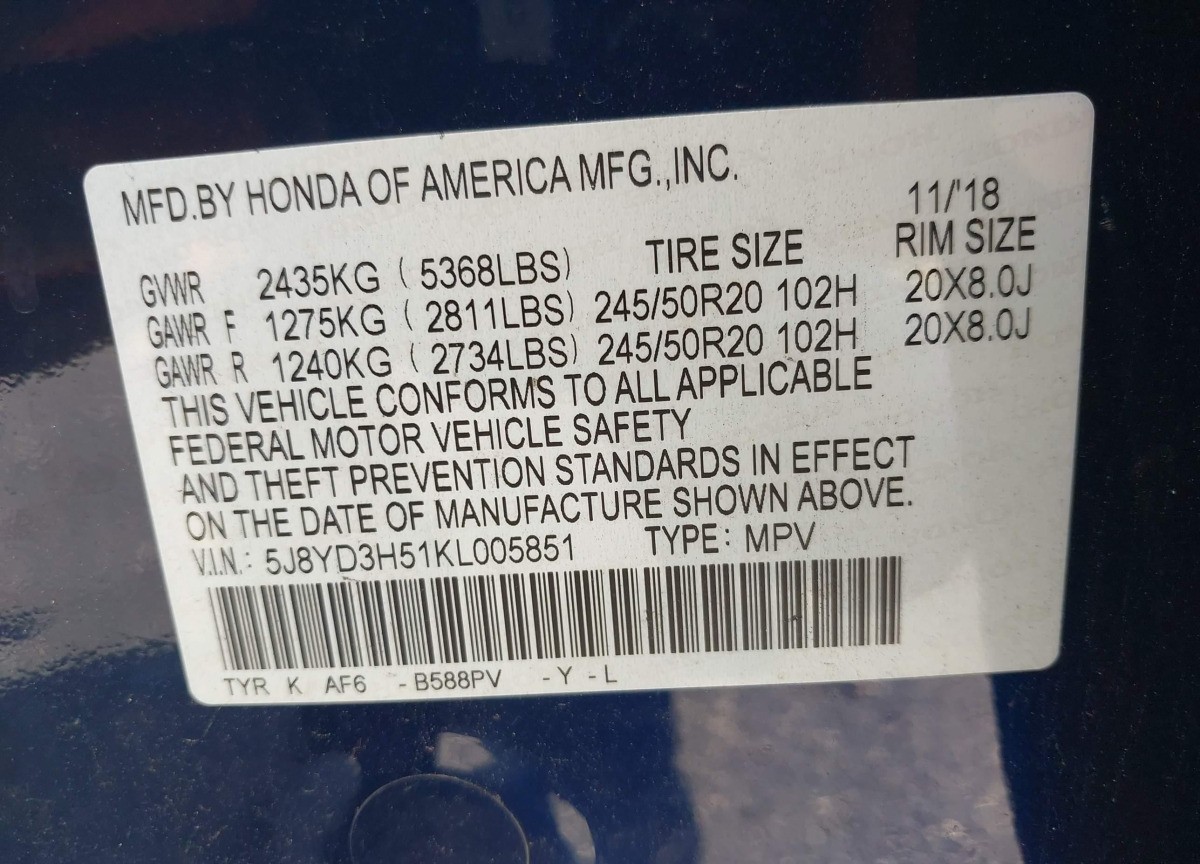 MFD.BY HONDA OF AMERICA MFG.,INC.
11/'18
TIRE SIZE RIM SIZE
GVWR 2435KG ( 5368LBS)
GAWR F 1275KG ( 2811LBS) 245/50R20 102H 20X8.0J
GAWR R 1240KG ( 2734LBS) 245/50R20 102H 20X8.0J
THIS VEHICLE CONFORMS TO ALL APPLICABLE
FEDERAL MOTOR VEHICLE SAFETY
AND THEFT PREVENTION STANDARDS IN EFFECT
ON THE DATE OF MANUFACTURE SHOWN ABOVE.
V.I.N.: 5J8YD3H51KL005851 TYPE: MPV
TYR K AF6 -B588PV -Y -L